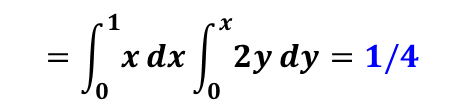 = ∫₀¹ x dx ∫₀ˣ 2y dy = 1/4